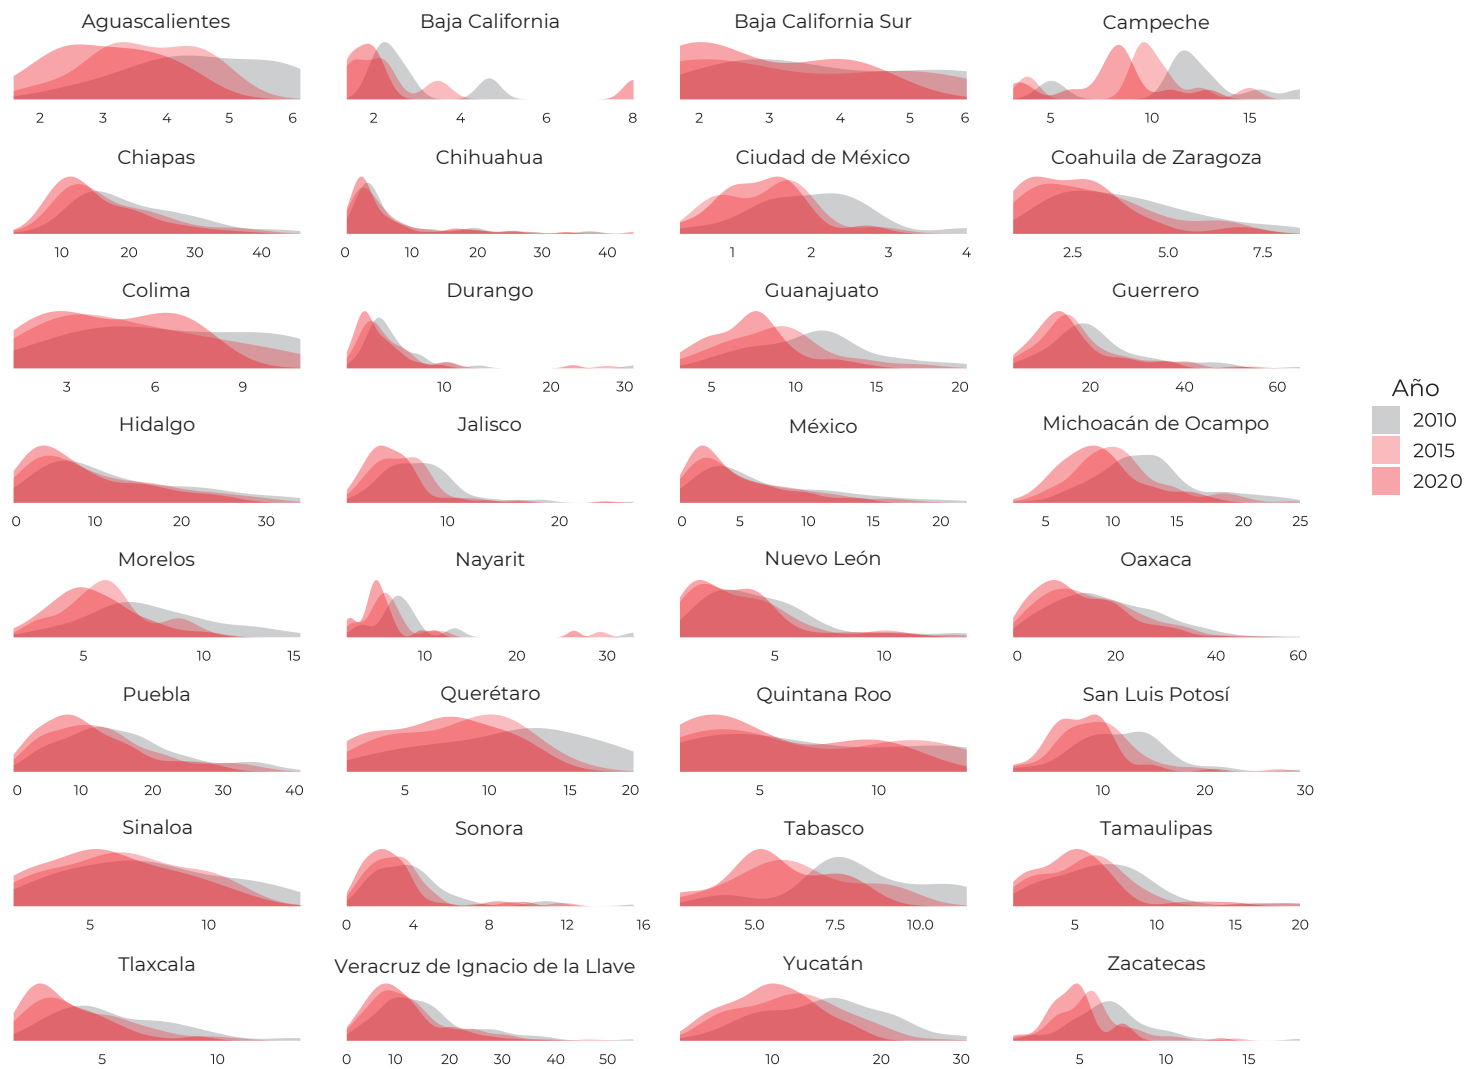 Aguascalientes
Baja California
Baja California Sur
Campeche
2 3 4 5 6
2 4 6 8
2 3 4 5 6
5 10 15
Chiapas
Chihuahua
Ciudad de México
Coahuila de Zaragoza
10 20 30 40
0 10 20 30 40
1 2 3 4
2.5 5.0 7.5
Colima
Durango
Guanajuato
Guerrero
3 6 9
10 20 30
5 10 15 20
20 40 60
Año
2010
2015
2020
Hidalgo
Jalisco
México
Michoacán de Ocampo
0 10 20 30
10 20
0 5 10 15 20
5 10 15 20 25
Morelos
Nayarit
Nuevo León
Oaxaca
5 10 15
10 20 30
5 10
0 20 40 60
Puebla
Querétaro
Quintana Roo
San Luis Potosí
0 10 20 30 40
5 10 15 20
5 10
10 20 30
Sinaloa
Sonora
Tabasco
Tamaulipas
5 10
0 4 8 12 16
5.0 7.5 10.0
5 10 15 20
Tlaxcala
Veracruz de Ignacio de la Llave
Yucatán
Zacatecas
5 10
0 10 20 30 40 50
10 20 30
5 10 15